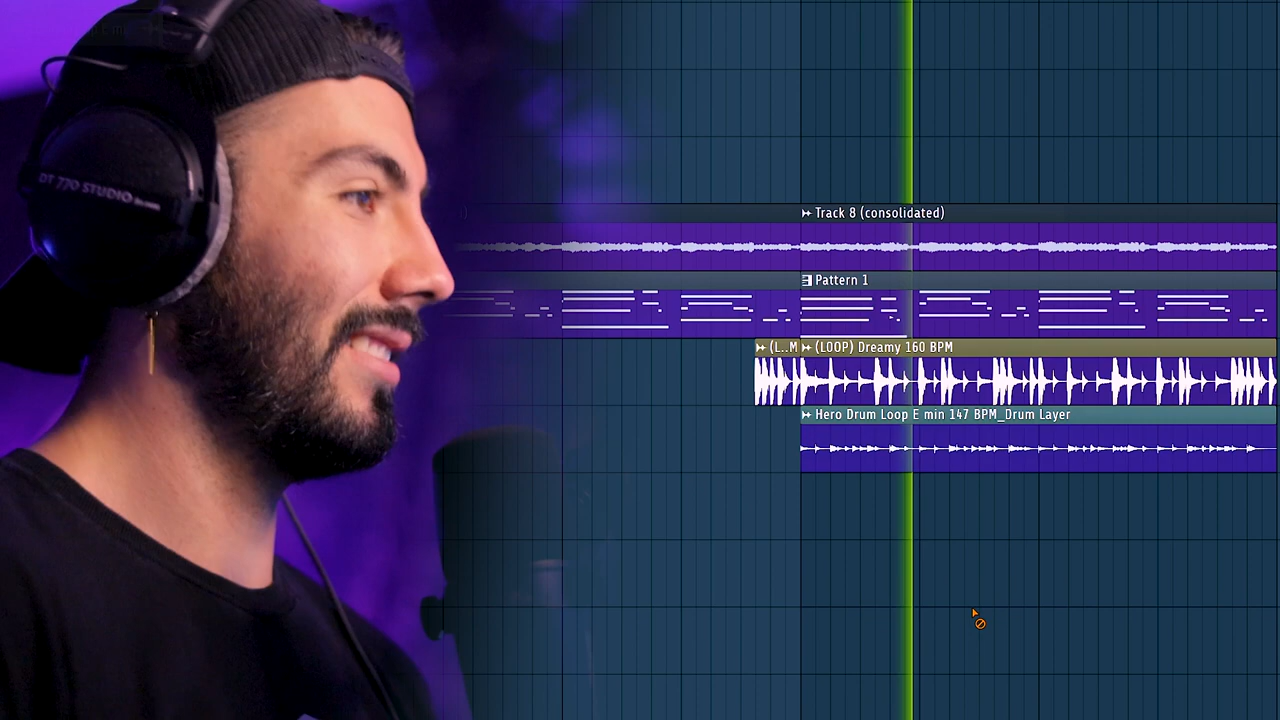 DT 770 STUDIO
Track 8 (consolidated)
Pattern 1
(L..M
(LOOP) Dreamy 160 BPM
Hero Drum Loop E min 147 BPM_Drum Layer